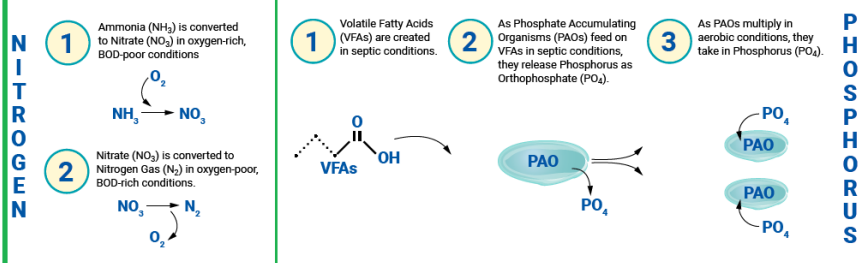 NITROGEN
1
Ammonia (NH₃) is converted
to Nitrate (NO₃) in oxygen-rich,
BOD-poor conditions
O₂
NH₃ NO₃
2
Nitrate (NO₃) is converted to
Nitrogen Gas (N₂) in oxygen-poor,
BOD-rich conditions.
NO₃ N₂
O₂
1
Volatile Fatty Acids
(VFAs) are created
in septic conditions.
O
OH
VFAs
2
As Phosphate Accumulating
Organisms (PAOs) feed on
VFAs in septic conditions,
they release Phosphorus as
Orthophosphate (PO₄).
PAO
PO₄
3
As PAOs multiply in
aerobic conditions, they
take in Phosphorus (PO₄).
PO₄
PAO
PAO
PO₄
PHOSPHORUS